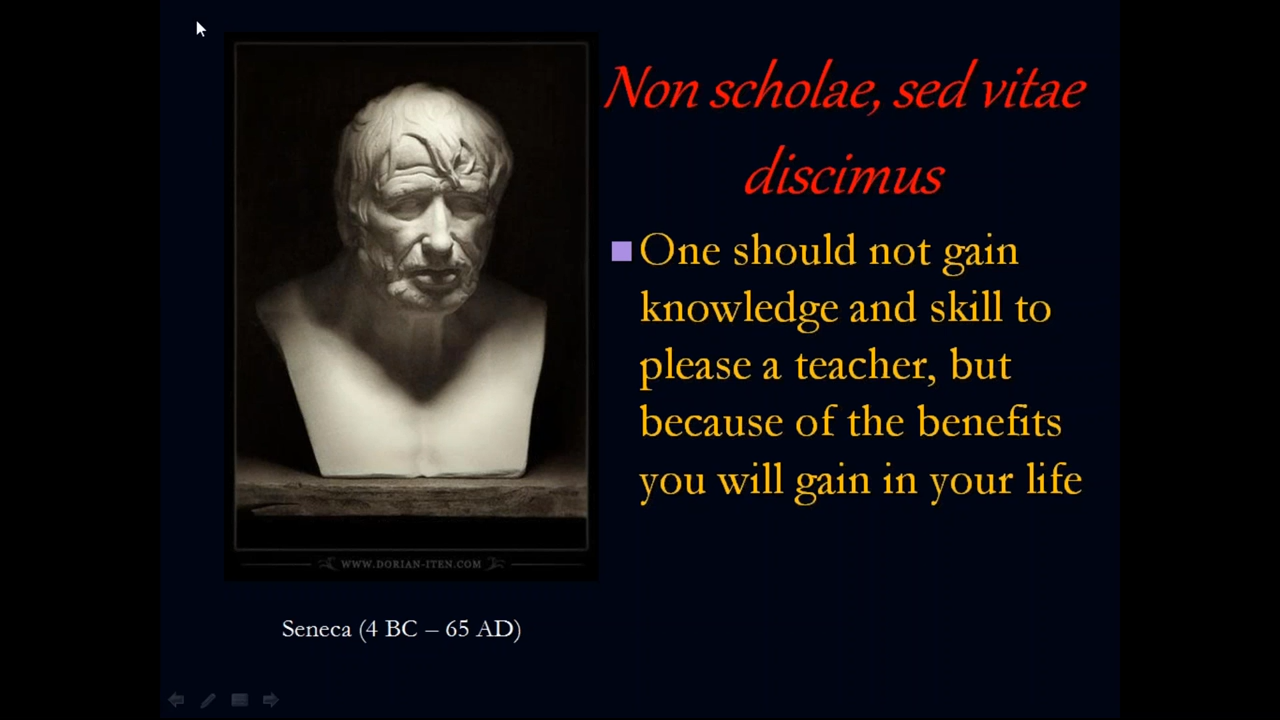 Non scholae, sed vitae
discimus
One should not gain
knowledge and skill to
please a teacher, but
because of the benefits
you will gain in your life
WWW.DORIAN-ITEN.COM
Seneca (4 BC – 65 AD)